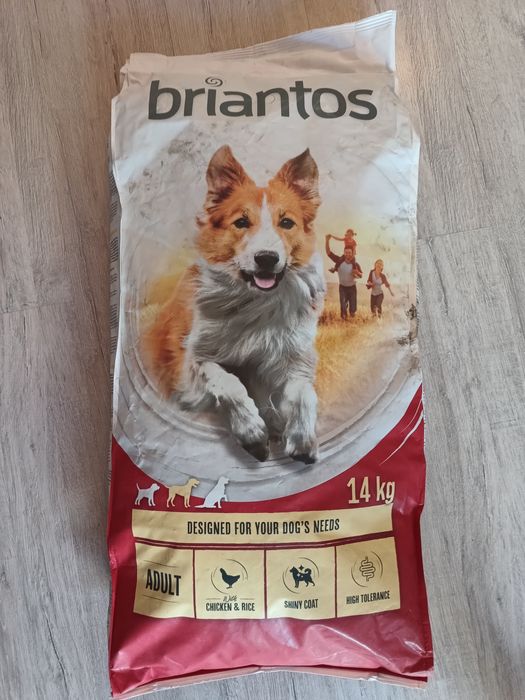 briantos
14 kg
DESIGNED FOR YOUR DOG'S NEEDS
ADULT
with
CHICKEN & RICE
SHINY COAT
HIGH TOLERANCE